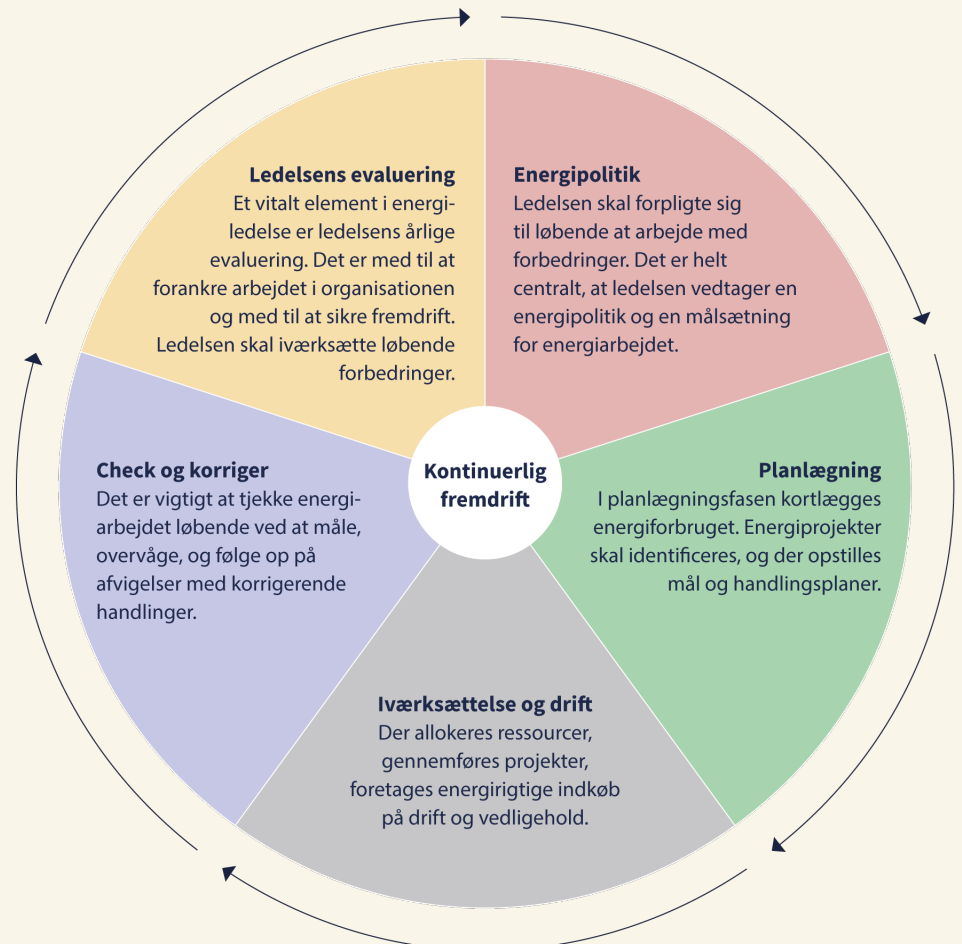 Ledelsens evaluering
Et vitalt element i energi-
ledelse er ledelsens årlige
evaluering. Det er med til at
forankre arbejdet i organisationen
og med til at sikre fremdrift.
Ledelsen skal iværksætte løbende
forbedringer.
Energipolitik
Ledelsen skal forpligte sig
til løbende at arbejde med
forbedringer. Det er helt
centralt, at ledelsen vedtager en
energipolitik og en målsætning
for energiarbejdet.
Kontinuerlig
fremdrift
Check og korriger
Det er vigtigt at tjekke energi-
arbejdet løbende ved at måle,
overvåge, og følge op på
afvigelser med korrigerende
handlinger.
Planlægning
I planlægningsfasen kortlægges
energiforbruget. Energiprojekter
skal identificeres, og der opstilles
mål og handlingsplaner.
Iværksættelse og drift
Der allokeres ressourcer,
gennemføres projekter,
foretages energirigtige indkøb
på drift og vedligehold.